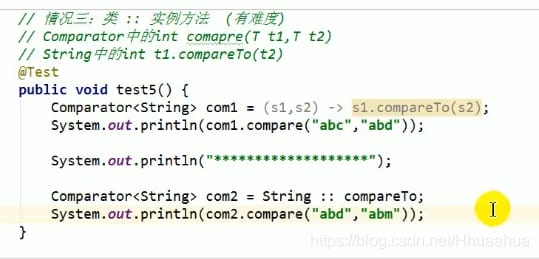 // 情况三：类 :: 实例方法  (有难度)
// Comparator中的int comapre(T t1,T t2)
// String中的int t1.compareTo(t2)
@Test
public void test5() {
    Comparator<String> com1 = (s1,s2) -> s1.compareTo(s2);
    System.out.println(com1.compare("abc","abd"));
    System.out.println("*******************");
    Comparator<String> com2 = String :: compareTo;
    System.out.println(com2.compare("abd","abm"));
}
https://blog.csdn.net/Hhuaahua